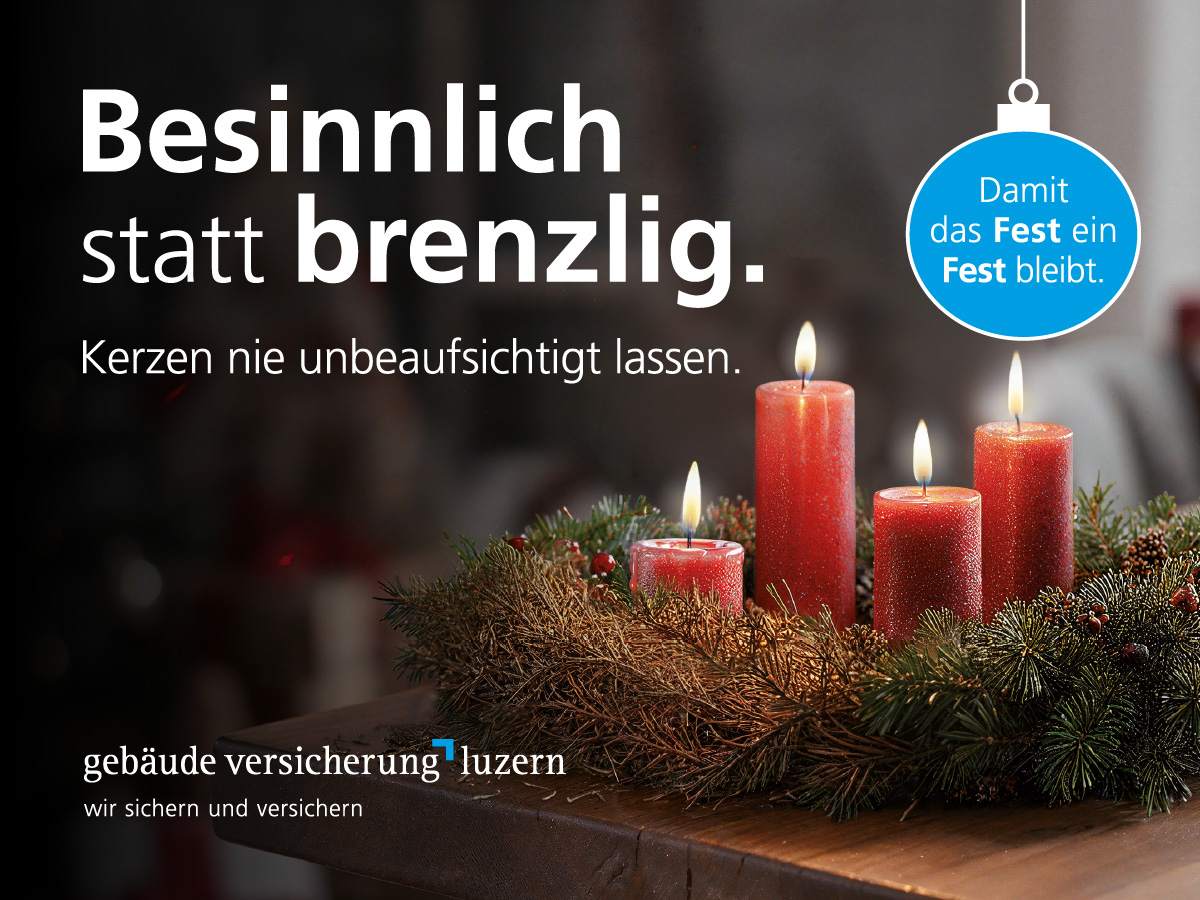 Besinnlich
statt brenzlig.
Kerzen nie unbeaufsichtigt lassen.
Damit
das Fest ein
Fest bleibt.
gebäude versicherung luzern
wir sichern und versichern